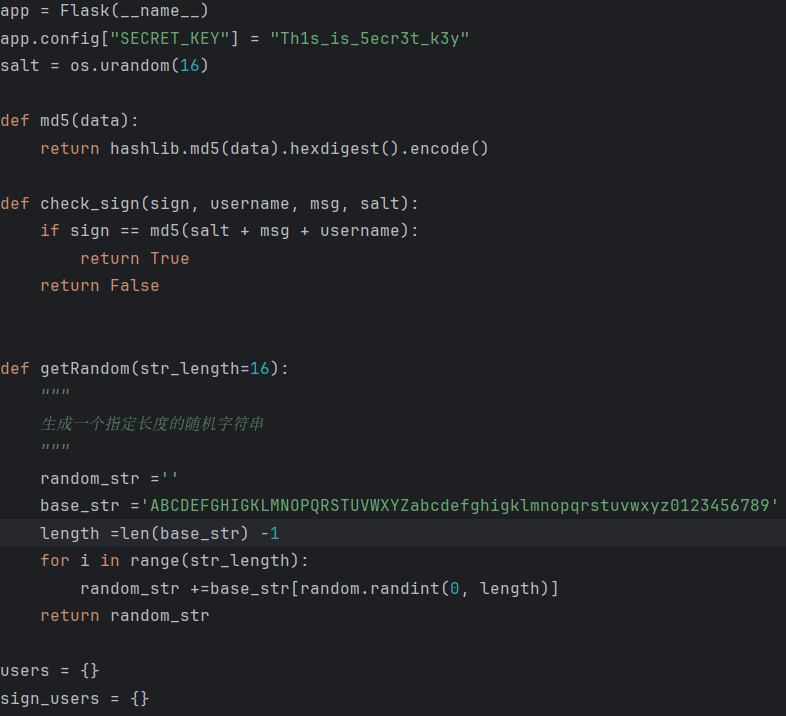 app = Flask(__name__)
app.config["SECRET_KEY"] = "Th1s_is_5ecr3t_k3y"
salt = os.urandom(16)
def md5(data):
    return hashlib.md5(data).hexdigest().encode()
def check_sign(sign, username, msg, salt):
    if sign == md5(salt + msg + username):
        return True
    return False
def getRandom(str_length=16):
    """
    生成一个指定长度的随机字符串
    """
    random_str =''
    base_str ='ABCDEFGHIGKLMNOPQRSTUVWXYZabcdefghigklmnopqrstuvwxyz0123456789'
    length =len(base_str) -1
    for i in range(str_length):
        random_str +=base_str[random.randint(0, length)]
    return random_str
users = {}
sign_users = {}